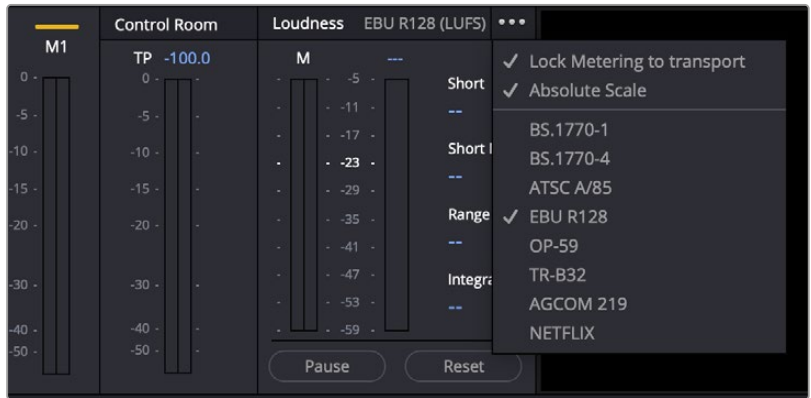 M1
0
-5
-10
-15
-20
-30
-40
-50
Control Room
TP -100.0
0 -
-5 -
-10 -
-15 -
-20 -
-30 -
-40 -
-50 -
Loudness EBU R128 (LUFS) •••
M ---
- -5 -
- -11 -
- -17 -
- -23 -
- -29 -
- -35 -
- -41 -
- -47 -
- -53 -
- -59 -
Short
--
Short
--
Range
--
Integra
--
Pause
Reset
✓ Lock Metering to transport
✓ Absolute Scale
BS.1770-1
BS.1770-4
ATSC A/85
✓ EBU R128
OP-59
TR-B32
AGCOM 219
NETFLIX